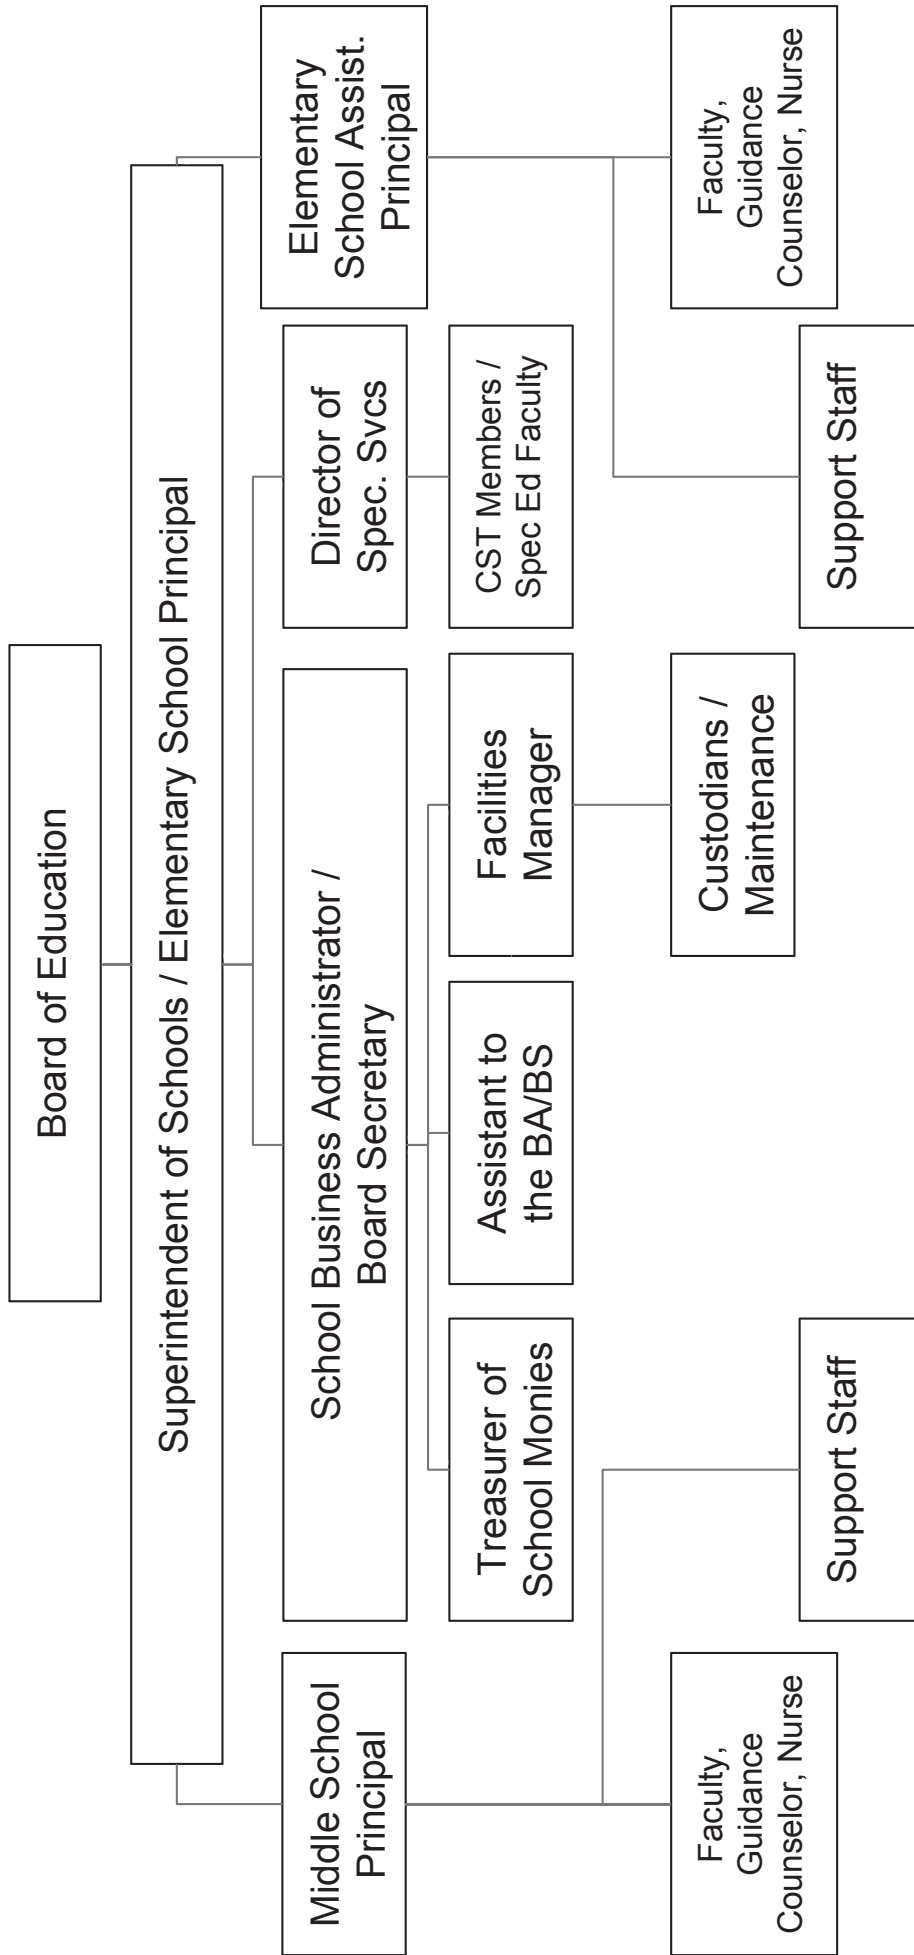 Board of Education
Superintendent of Schools / Elementary School Principal
Middle School
Principal
School Business Administrator /
Board Secretary
Director of
Spec. Svcs
Elementary
School Assist.
Principal
Treasurer of
School Monies
Assistant to
the BA/BS
Facilities
Manager
CST Members /
Spec Ed Faculty
Faculty,
Guidance
Counselor, Nurse
Custodians /
Maintenance
Faculty,
Guidance
Counselor, Nurse
Support Staff
Support Staff